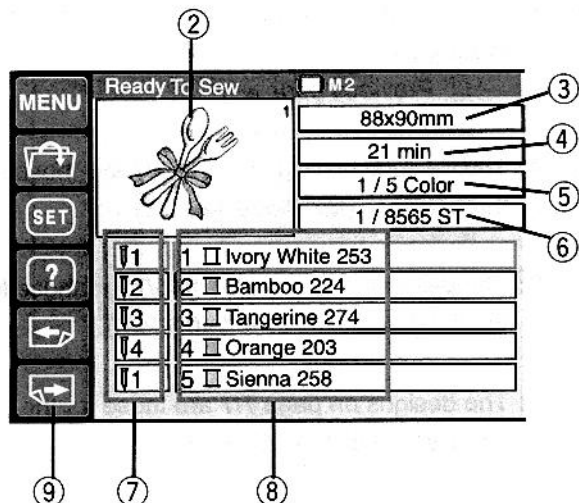 ②
Ready To Sew
M2
MENU
1
88x90mm
③
21 min
④
1 / 5 Color
⑤
1 / 8565 ST
⑥
SET
?
1 1 Ivory White 253
2 2 Bamboo 224
3 3 Tangerine 274
4 4 Orange 203
1 5 Sienna 258
⑨ ⑦ ⑧